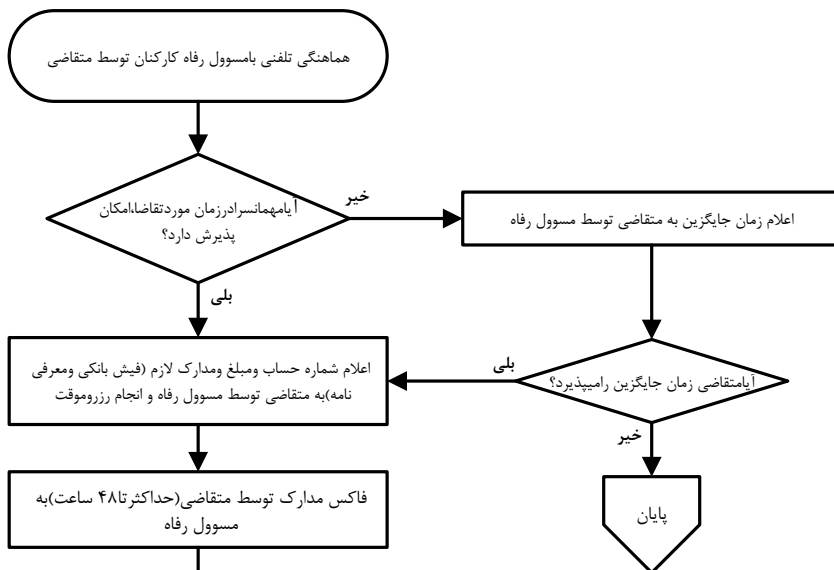 هماهنگی تلفنی بامسوول رفاه کارکنان توسط متقاضی
آیامهمانسرادرزمان موردتقاضا،امکان
پذیرش دارد؟
خیر
اعلام زمان جایگزین به متقاضی توسط مسوول رفاه
بلی
اعلام شماره حساب ومبلغ ومدارک لازم (فیش بانکی ومعرفی
نامه)به متقاضی توسط مسوول رفاه و انجام رزروموقت
بلی
آیامتقاضی زمان جایگزین رامیپذیرد؟
خیر
فاکس مدارک توسط متقاضی(حداکثرتا۴۸ ساعت)به
مسوول رفاه
پایان